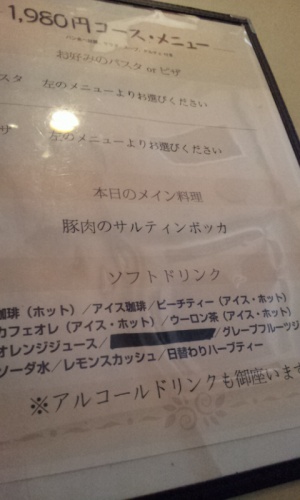 1,980円コース・メニュー
お好みのパスタ or ピザ
スタ 左のメニューよりお選びください
ザ 左のメニューよりお選びください
本日のメイン料理
豚肉のサルティンボッカ
ソフトドリンク
珈琲（ホット）／アイス珈琲／ピーチティー（アイス・ホット）
カフェオレ（アイス・ホット）／ウーロン茶（アイス・ホット）
オレンジジュース／ ／グレープフルーツジ
ソーダ水／レモンスカッシュ／日替わりハーブティー
※アルコールドリンクも御座います